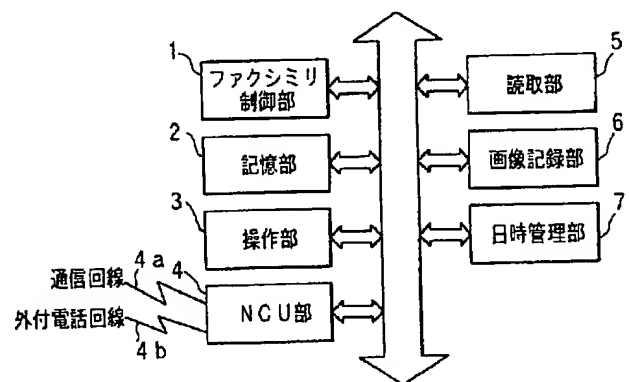 1
ファクシミリ
制御部
2
記憶部
3
操作部
4
NCU部
通信回線
4a
外付電話回線
4b
5
読取部
6
画像記録部
7
日時管理部